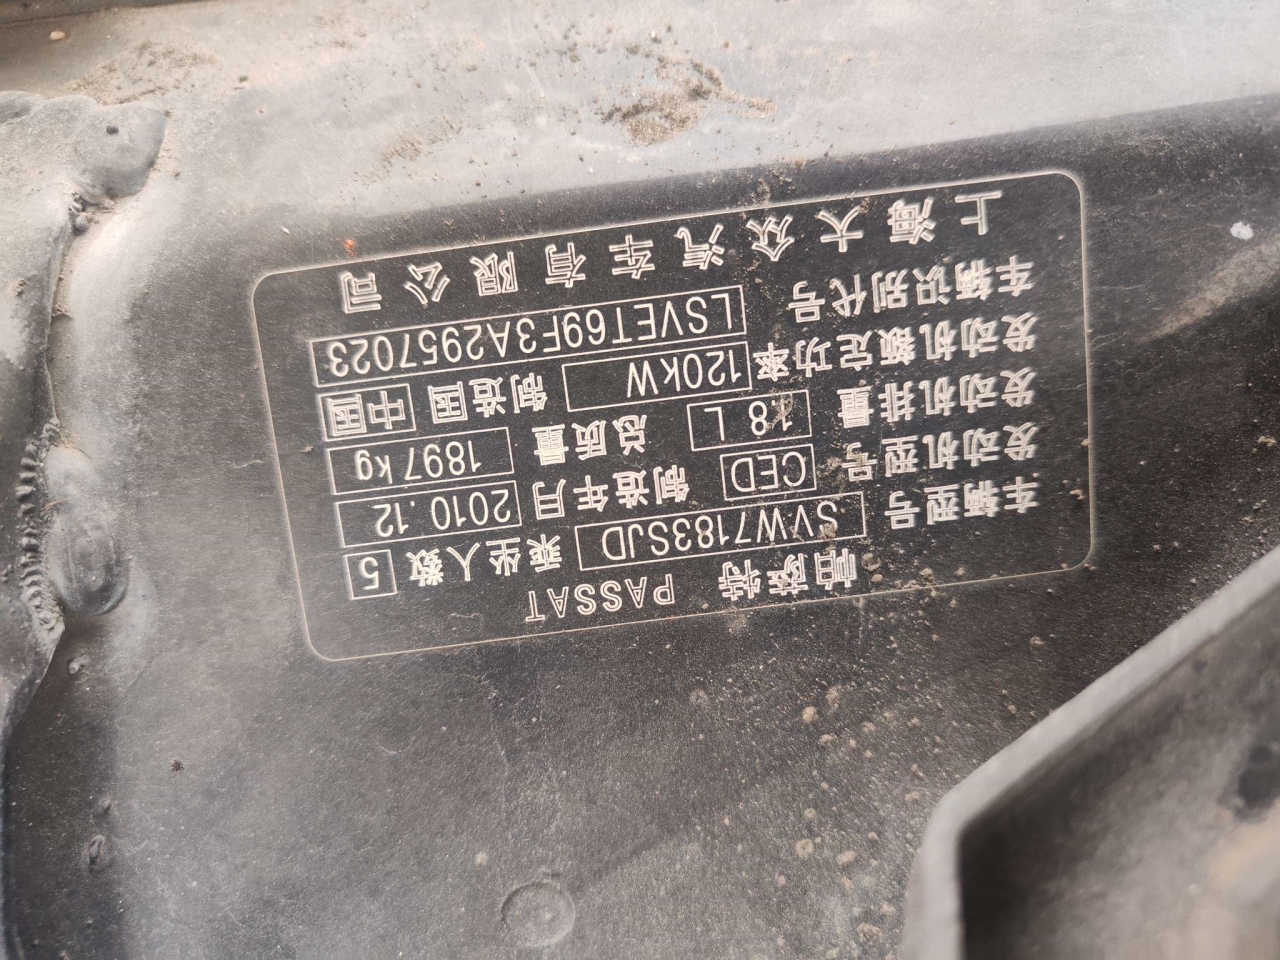 上海大众汽车有限公司
车辆识别代号 LSVET69F3A2957023
发动机额定功率 120kW 制造国 中国
发动机排量 1.8L 总质量 1897kg
发动机型号 CED 制造年月 2010.12
车辆型号 SVW7183SJD 乘坐人数 5
帕萨特 PASSAT